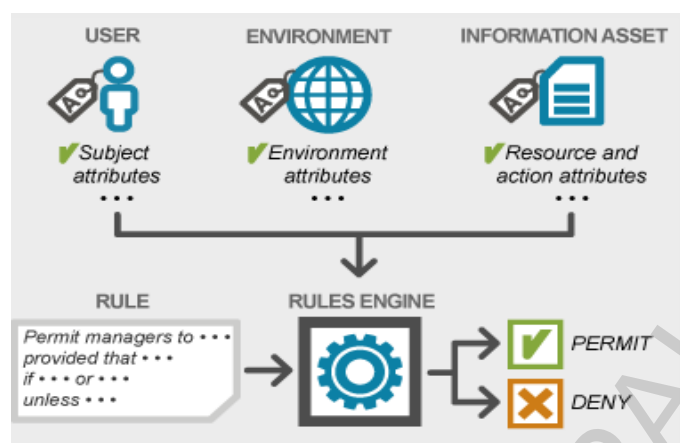 USER
ENVIRONMENT
INFORMATION ASSET
✔Subject
attributes
• • •
✔Environment
attributes
• • •
✔Resource and
action attributes
• • •
RULE
RULES ENGINE
Permit managers to • • •
provided that • • •
if • • • or • • •
unless • • •
PERMIT
DENY